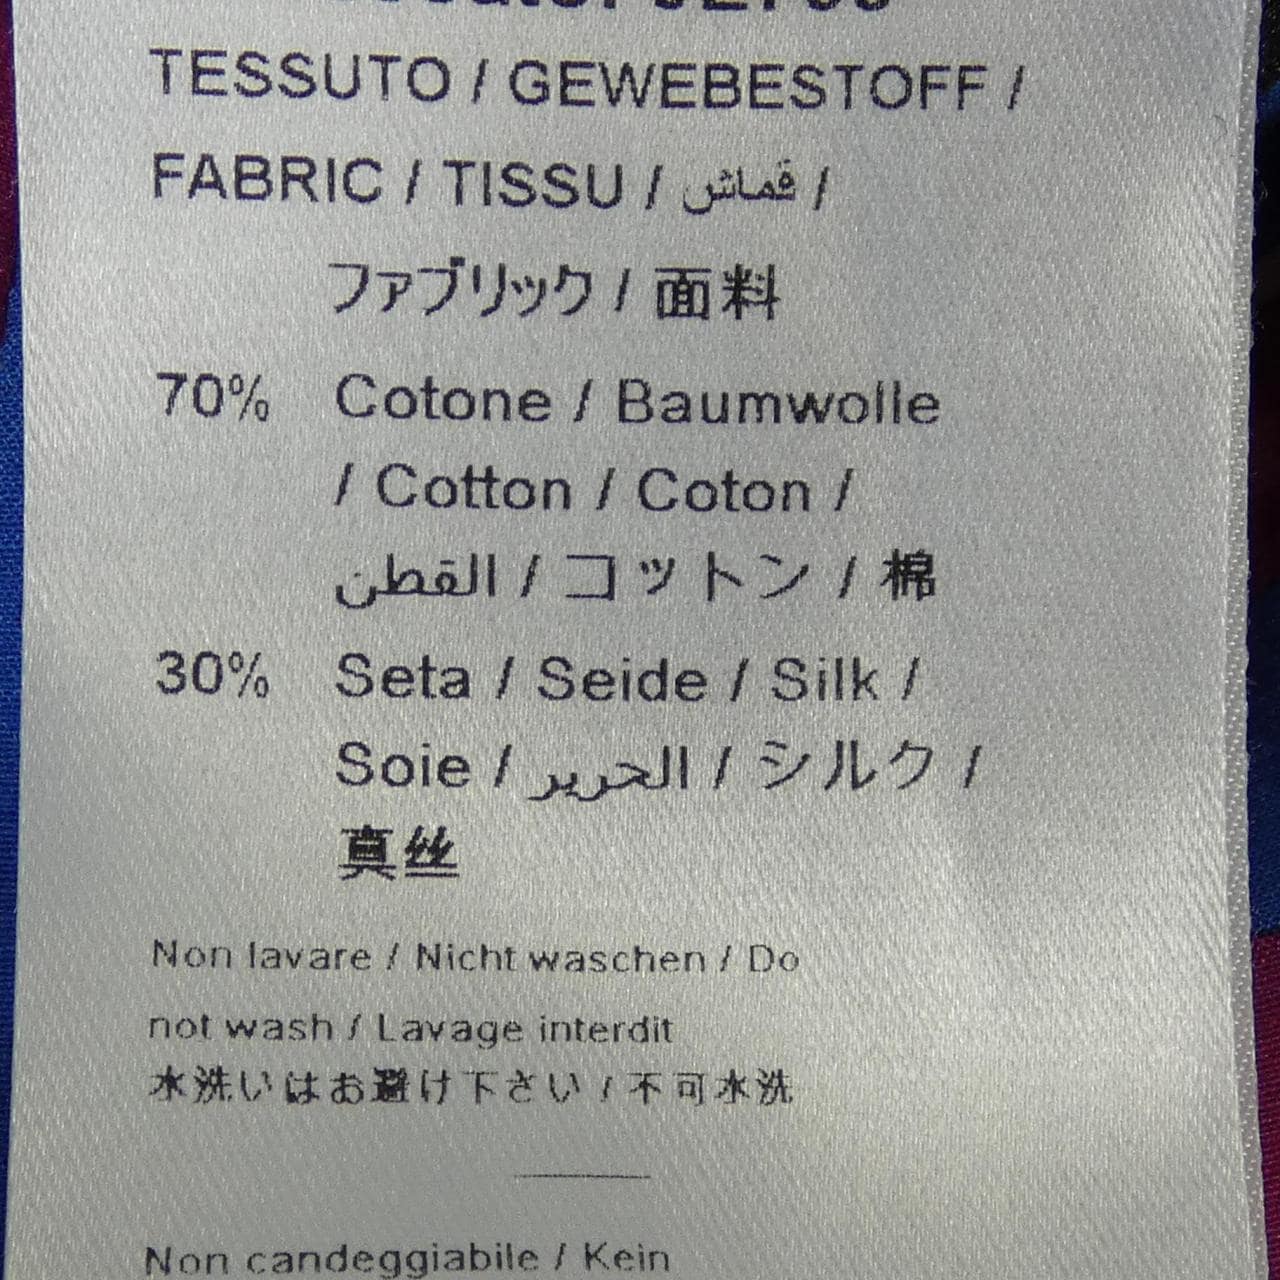 TESSUTO / GEWEBESTOFF /
FABRIC / TISSU / قماش /
ファブリック / 面料
70% Cotone / Baumwolle
/ Cotton / Coton /
القطن / コットン / 棉
30% Seta / Seide / Silk /
Soie / الحرير / シルク /
真丝
Non lavare / Nicht waschen / Do
not wash / Lavage interdit
水洗いはお避け下さい / 不可水洗
Non candeggiabile / Kein